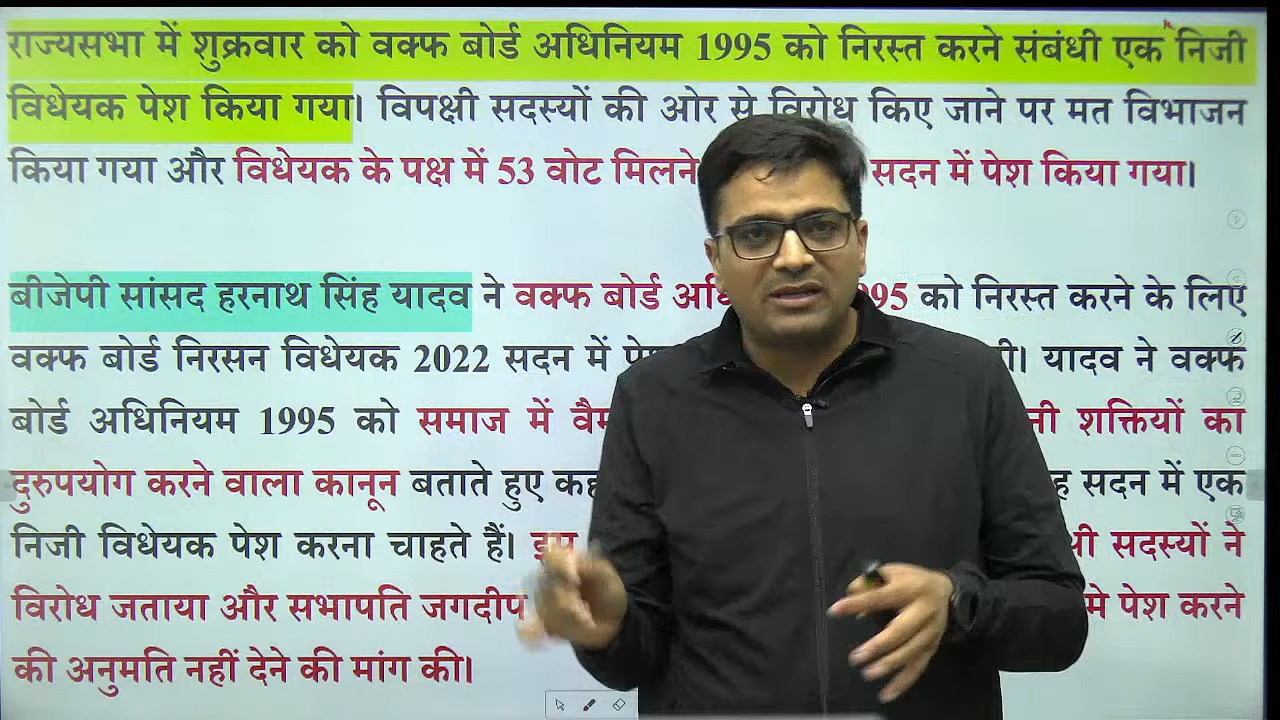 राज्यसभा में शुक्रवार को वक्फ बोर्ड अधिनियम 1995 को निरस्त करने संबंधी एक निजी
विधेयक पेश किया गया। विपक्षी सदस्यों की ओर से विरोध किए जाने पर मत विभाजन
किया गया और विधेयक के पक्ष में 53 वोट मिलने सदन में पेश किया गया।
बीजेपी सांसद हरनाथ सिंह यादव ने वक्फ बोर्ड को निरस्त करने के लिए
वक्फ बोर्ड निरसन विधेयक 2022 सदन में यादव ने वक्फ
बोर्ड अधिनियम 1995 को समाज में शक्तियों का
दुरुपयोग करने वाला कानून बताते हुए सदन में एक
निजी विधेयक पेश करना चाहते हैं। सदस्यों ने
विरोध जताया और सभापति जगदीप पेश करने
की अनुमति नहीं देने की मांग की।